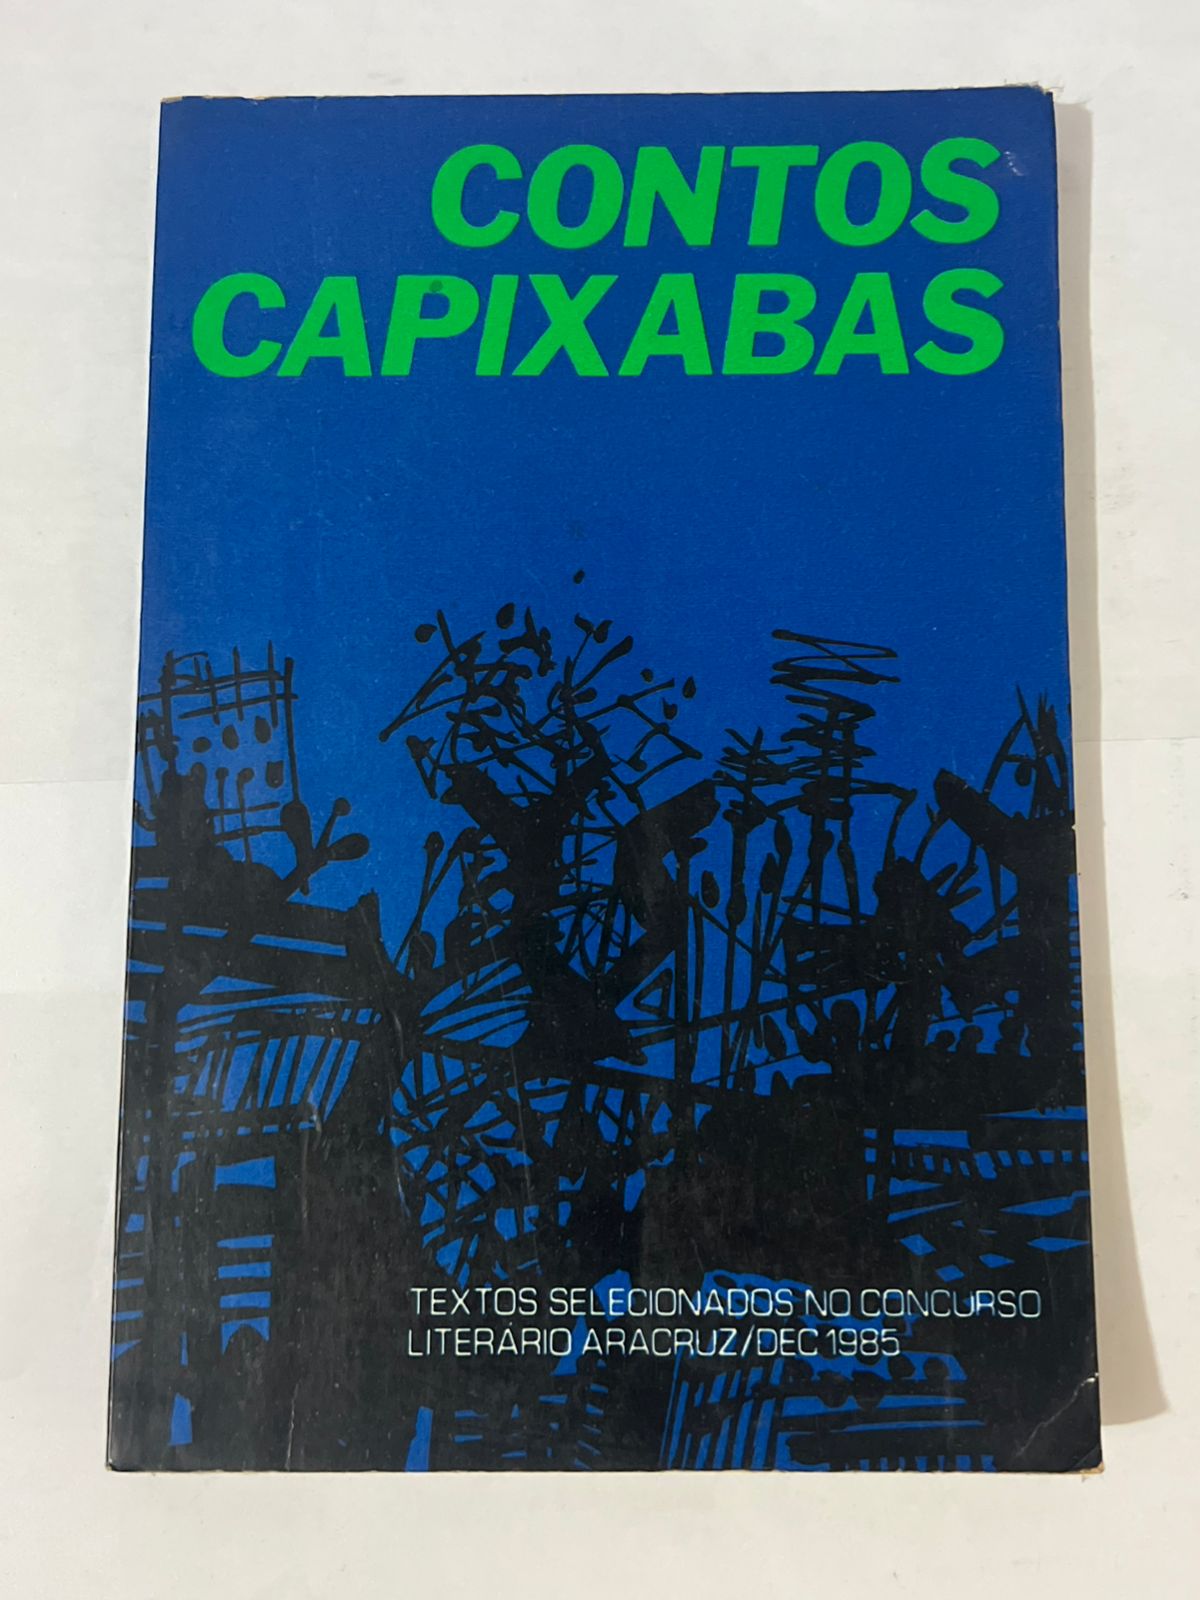 CONTOS
CAPIXABAS
TEXTOS SELECIONADOS NO CONCURSO
LITERÁRIO ARACRUZ/DEC 1985